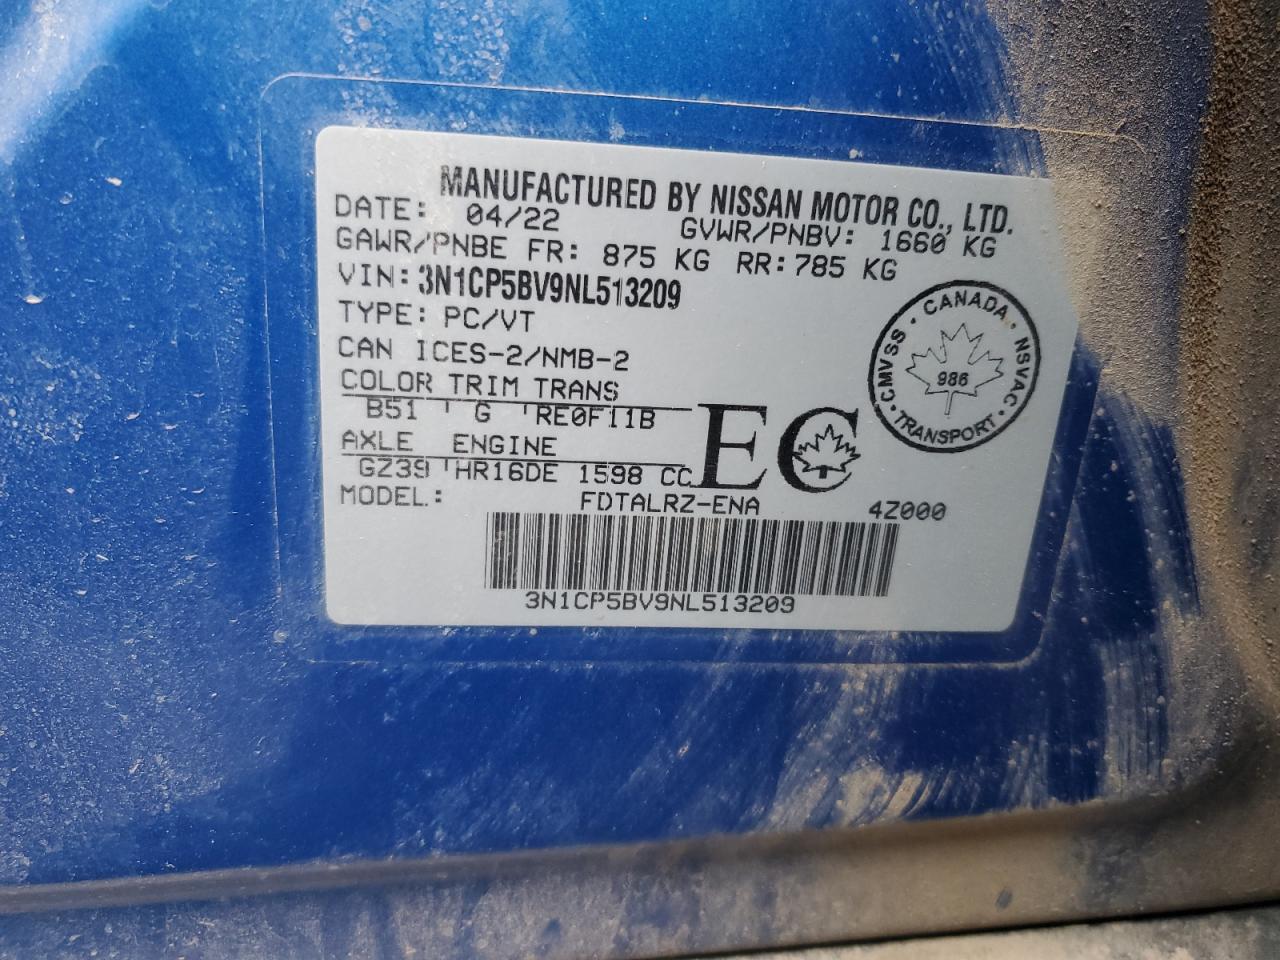 MANUFACTURED BY NISSAN MOTOR CO., LTD.
DATE: 04/22 GVWR/PNBV: 1660 KG
GAWR/PNBE FR: 875 KG RR: 785 KG
VIN: 3N1CP5BV9NL513209
TYPE: PC/VT
CAN ICES-2/NMB-2
COLOR TRIM TRANS
B51 G RE0F11B
AXLE ENGINE
GZ39 HR16DE 1598 CC
EC
CANADA · NSVAC · TRANSPORT · CMVSS ·
986
MODEL: FDTALRZ-ENA 4Z000
3N1CP5BV9NL513209